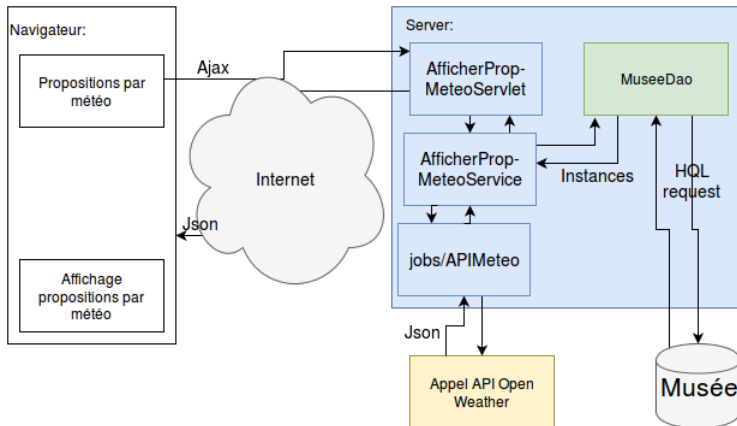 Navigateur:
Propositions par
météo
Ajax
Internet
Json
Affichage
propositions par
météo
Server:
AfficherProp-
MeteoServlet
MuseeDao
AfficherProp-
MeteoService
Instances
HQL
request
jobs/APIMeteo
Json
Appel API Open
Weather
Musée